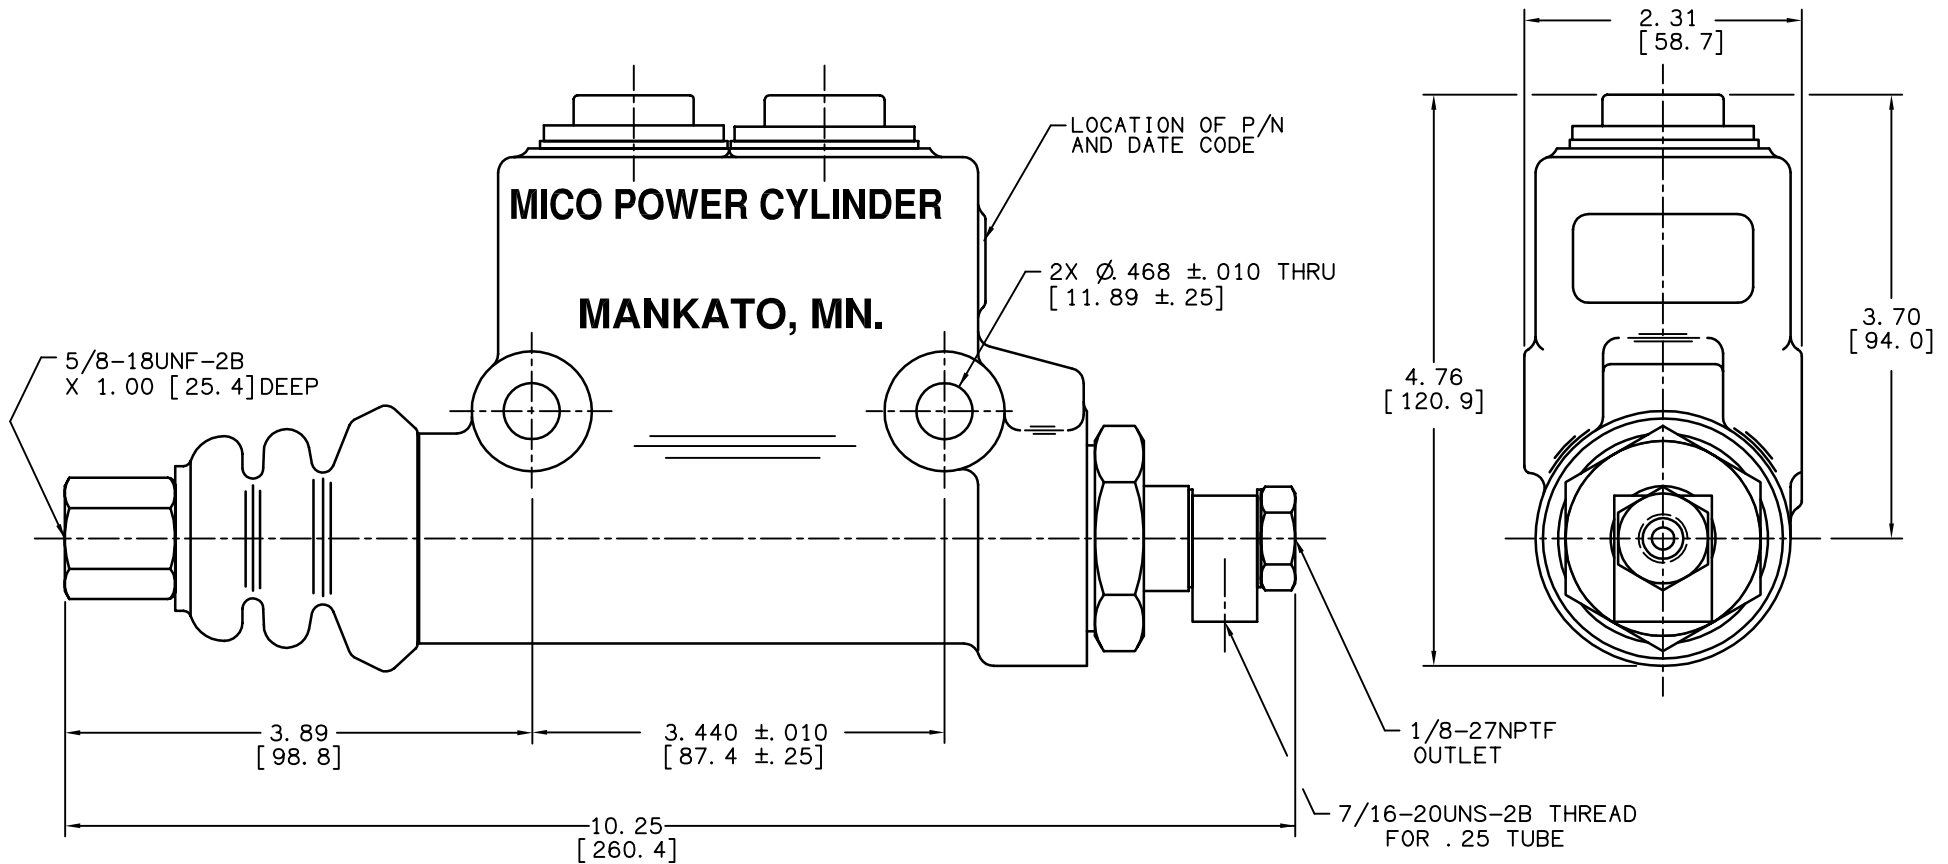 2.31
[58.7]
LOCATION OF P/N
AND DATE CODE
MICO POWER CYLINDER
2X Ø.468 ±.010 THRU
[11.89 ±.25]
MANKATO, MN.
3.70
[94.0]
5/8-18UNF-2B
X 1.00 [25.4] DEEP
4.76
[120.9]
3.89
[98.8]
3.440 ±.010
[87.4 ±.25]
1/8-27NPTF
OUTLET
7/16-20UNS-2B THREAD
FOR .25 TUBE
10.25
[260.4]